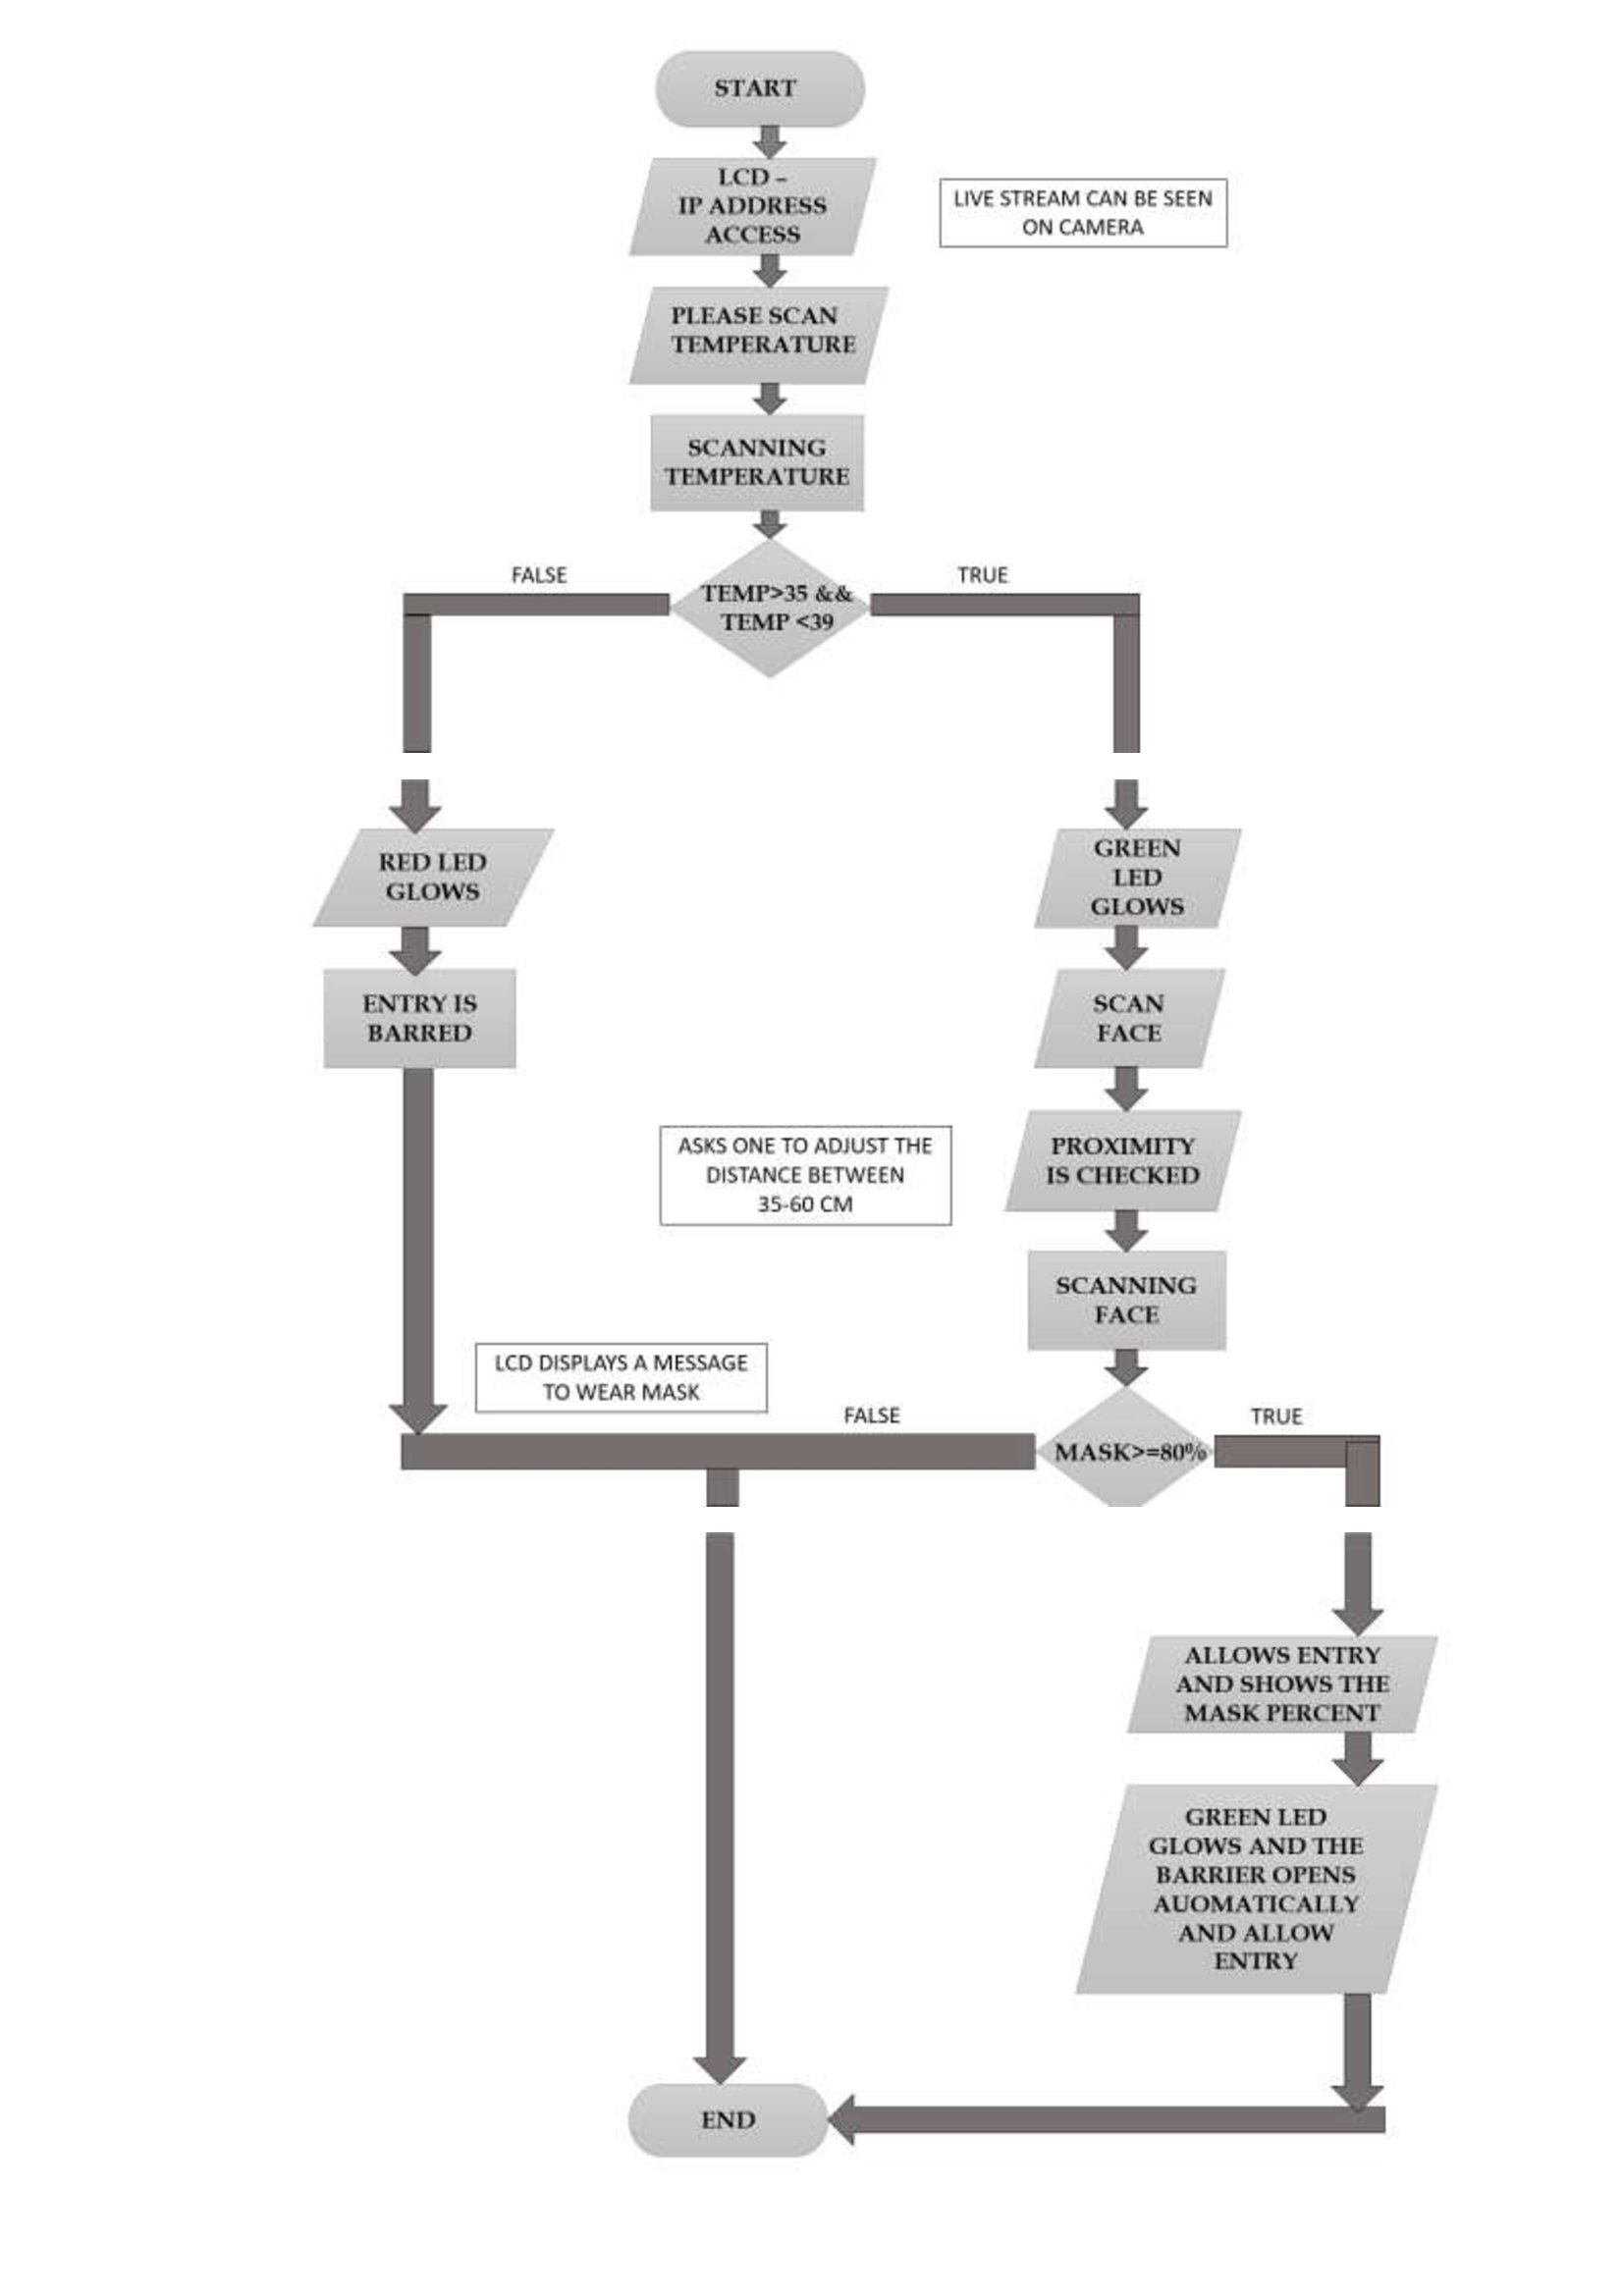 START
LCD –
IP ADDRESS
ACCESS
LIVE STREAM CAN BE SEEN
ON CAMERA
PLEASE SCAN
TEMPERATURE
SCANNING
TEMPERATURE
FALSE
TRUE
TEMP>35 &&
TEMP <39
RED LED
GLOWS
GREEN
LED
GLOWS
ENTRY IS
BARRED
SCAN
FACE
ASKS ONE TO ADJUST THE
DISTANCE BETWEEN
35-60 CM
PROXIMITY
IS CHECKED
SCANNING
FACE
LCD DISPLAYS A MESSAGE
TO WEAR MASK
FALSE
TRUE
MASK>=80%
ALLOWS ENTRY
AND SHOWS THE
MASK PERCENT
GREEN LED
GLOWS AND THE
BARRIER OPENS
AUOMATICALLY
AND ALLOW
ENTRY
END